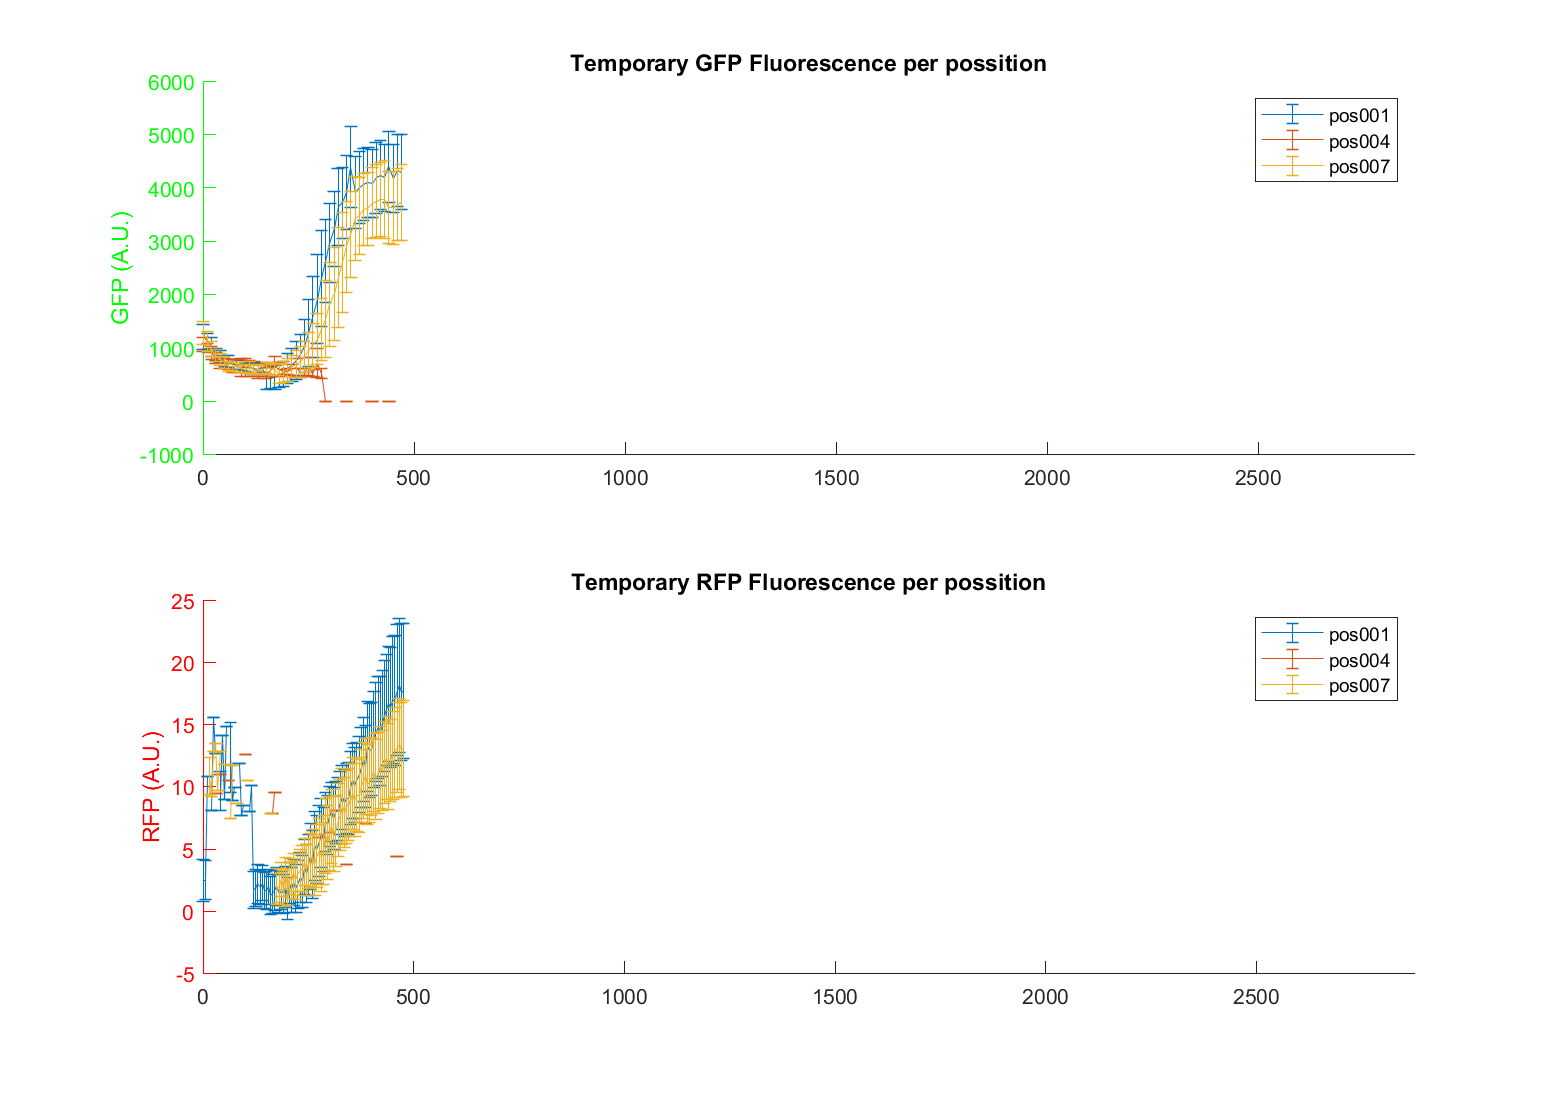 Temporary GFP Fluorescence per possition
6000
5000
4000
3000
2000
1000
0
-1000
GFP (A.U.)
0 500 1000 1500 2000 2500
pos001
pos004
pos007
Temporary RFP Fluorescence per possition
25
20
15
10
5
0
-5
RFP (A.U.)
0 500 1000 1500 2000 2500
pos001
pos004
pos007